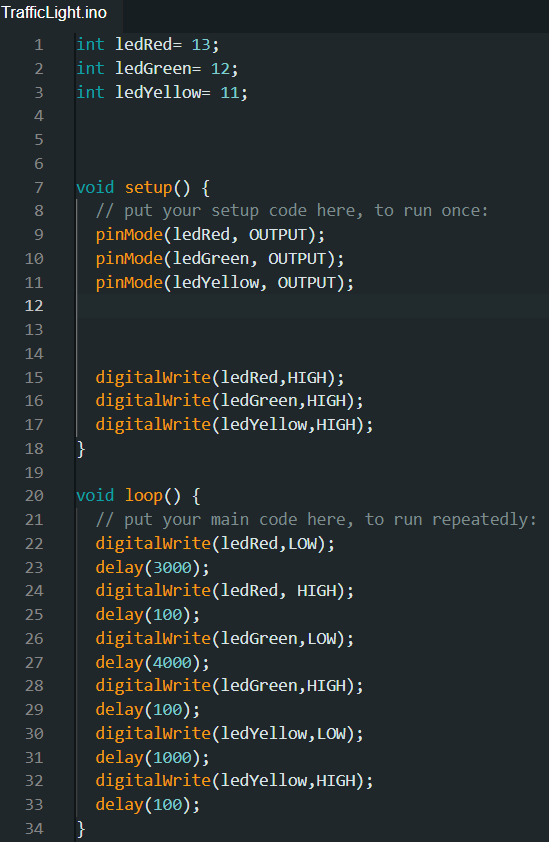 TrafficLight.ino
1 int ledRed= 13;
2 int ledGreen= 12;
3 int ledYellow= 11;
4
5
6
7 void setup() {
8   // put your setup code here, to run once:
9   pinMode(ledRed, OUTPUT);
10   pinMode(ledGreen, OUTPUT);
11   pinMode(ledYellow, OUTPUT);
12
13
14
15   digitalWrite(ledRed,HIGH);
16   digitalWrite(ledGreen,HIGH);
17   digitalWrite(ledYellow,HIGH);
18 }
19
20 void loop() {
21   // put your main code here, to run repeatedly:
22   digitalWrite(ledRed,LOW);
23   delay(3000);
24   digitalWrite(ledRed, HIGH);
25   delay(100);
26   digitalWrite(ledGreen,LOW);
27   delay(4000);
28   digitalWrite(ledGreen,HIGH);
29   delay(100);
30   digitalWrite(ledYellow,LOW);
31   delay(1000);
32   digitalWrite(ledYellow,HIGH);
33   delay(100);
34 }